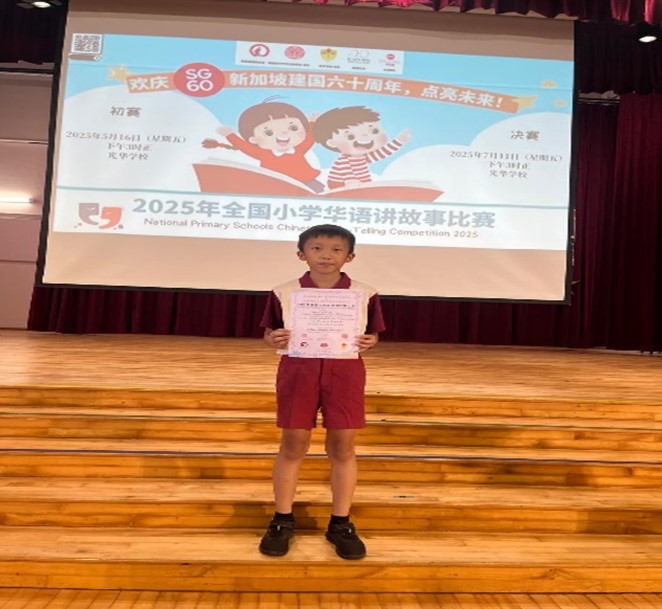 欢庆 SG60 新加坡建国六十周年，点亮未来！
初赛
2025年5月16日（星期五）
下午3时正
光华学校
决赛
2025年7月11日（星期五）
下午3时正
光华学校
2025年全国小学华语讲故事比赛
National Primary Schools Telling Competition 2025